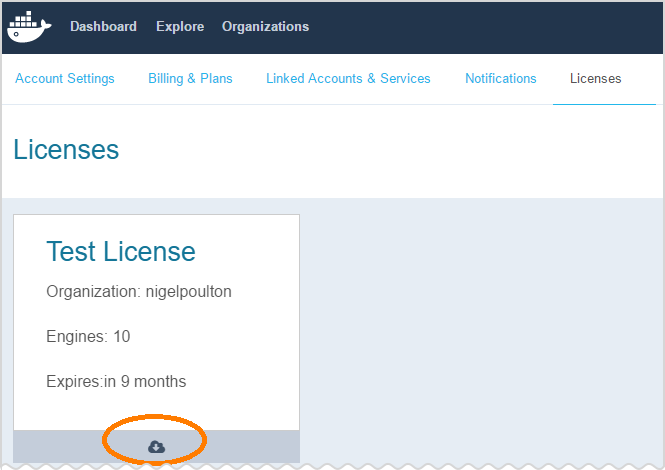 Dashboard Explore Organizations
Account Settings Billing & Plans Linked Accounts & Services Notifications Licenses
Licenses
Test License
Organization: nigelpoulton
Engines: 10
Expires:in 9 months